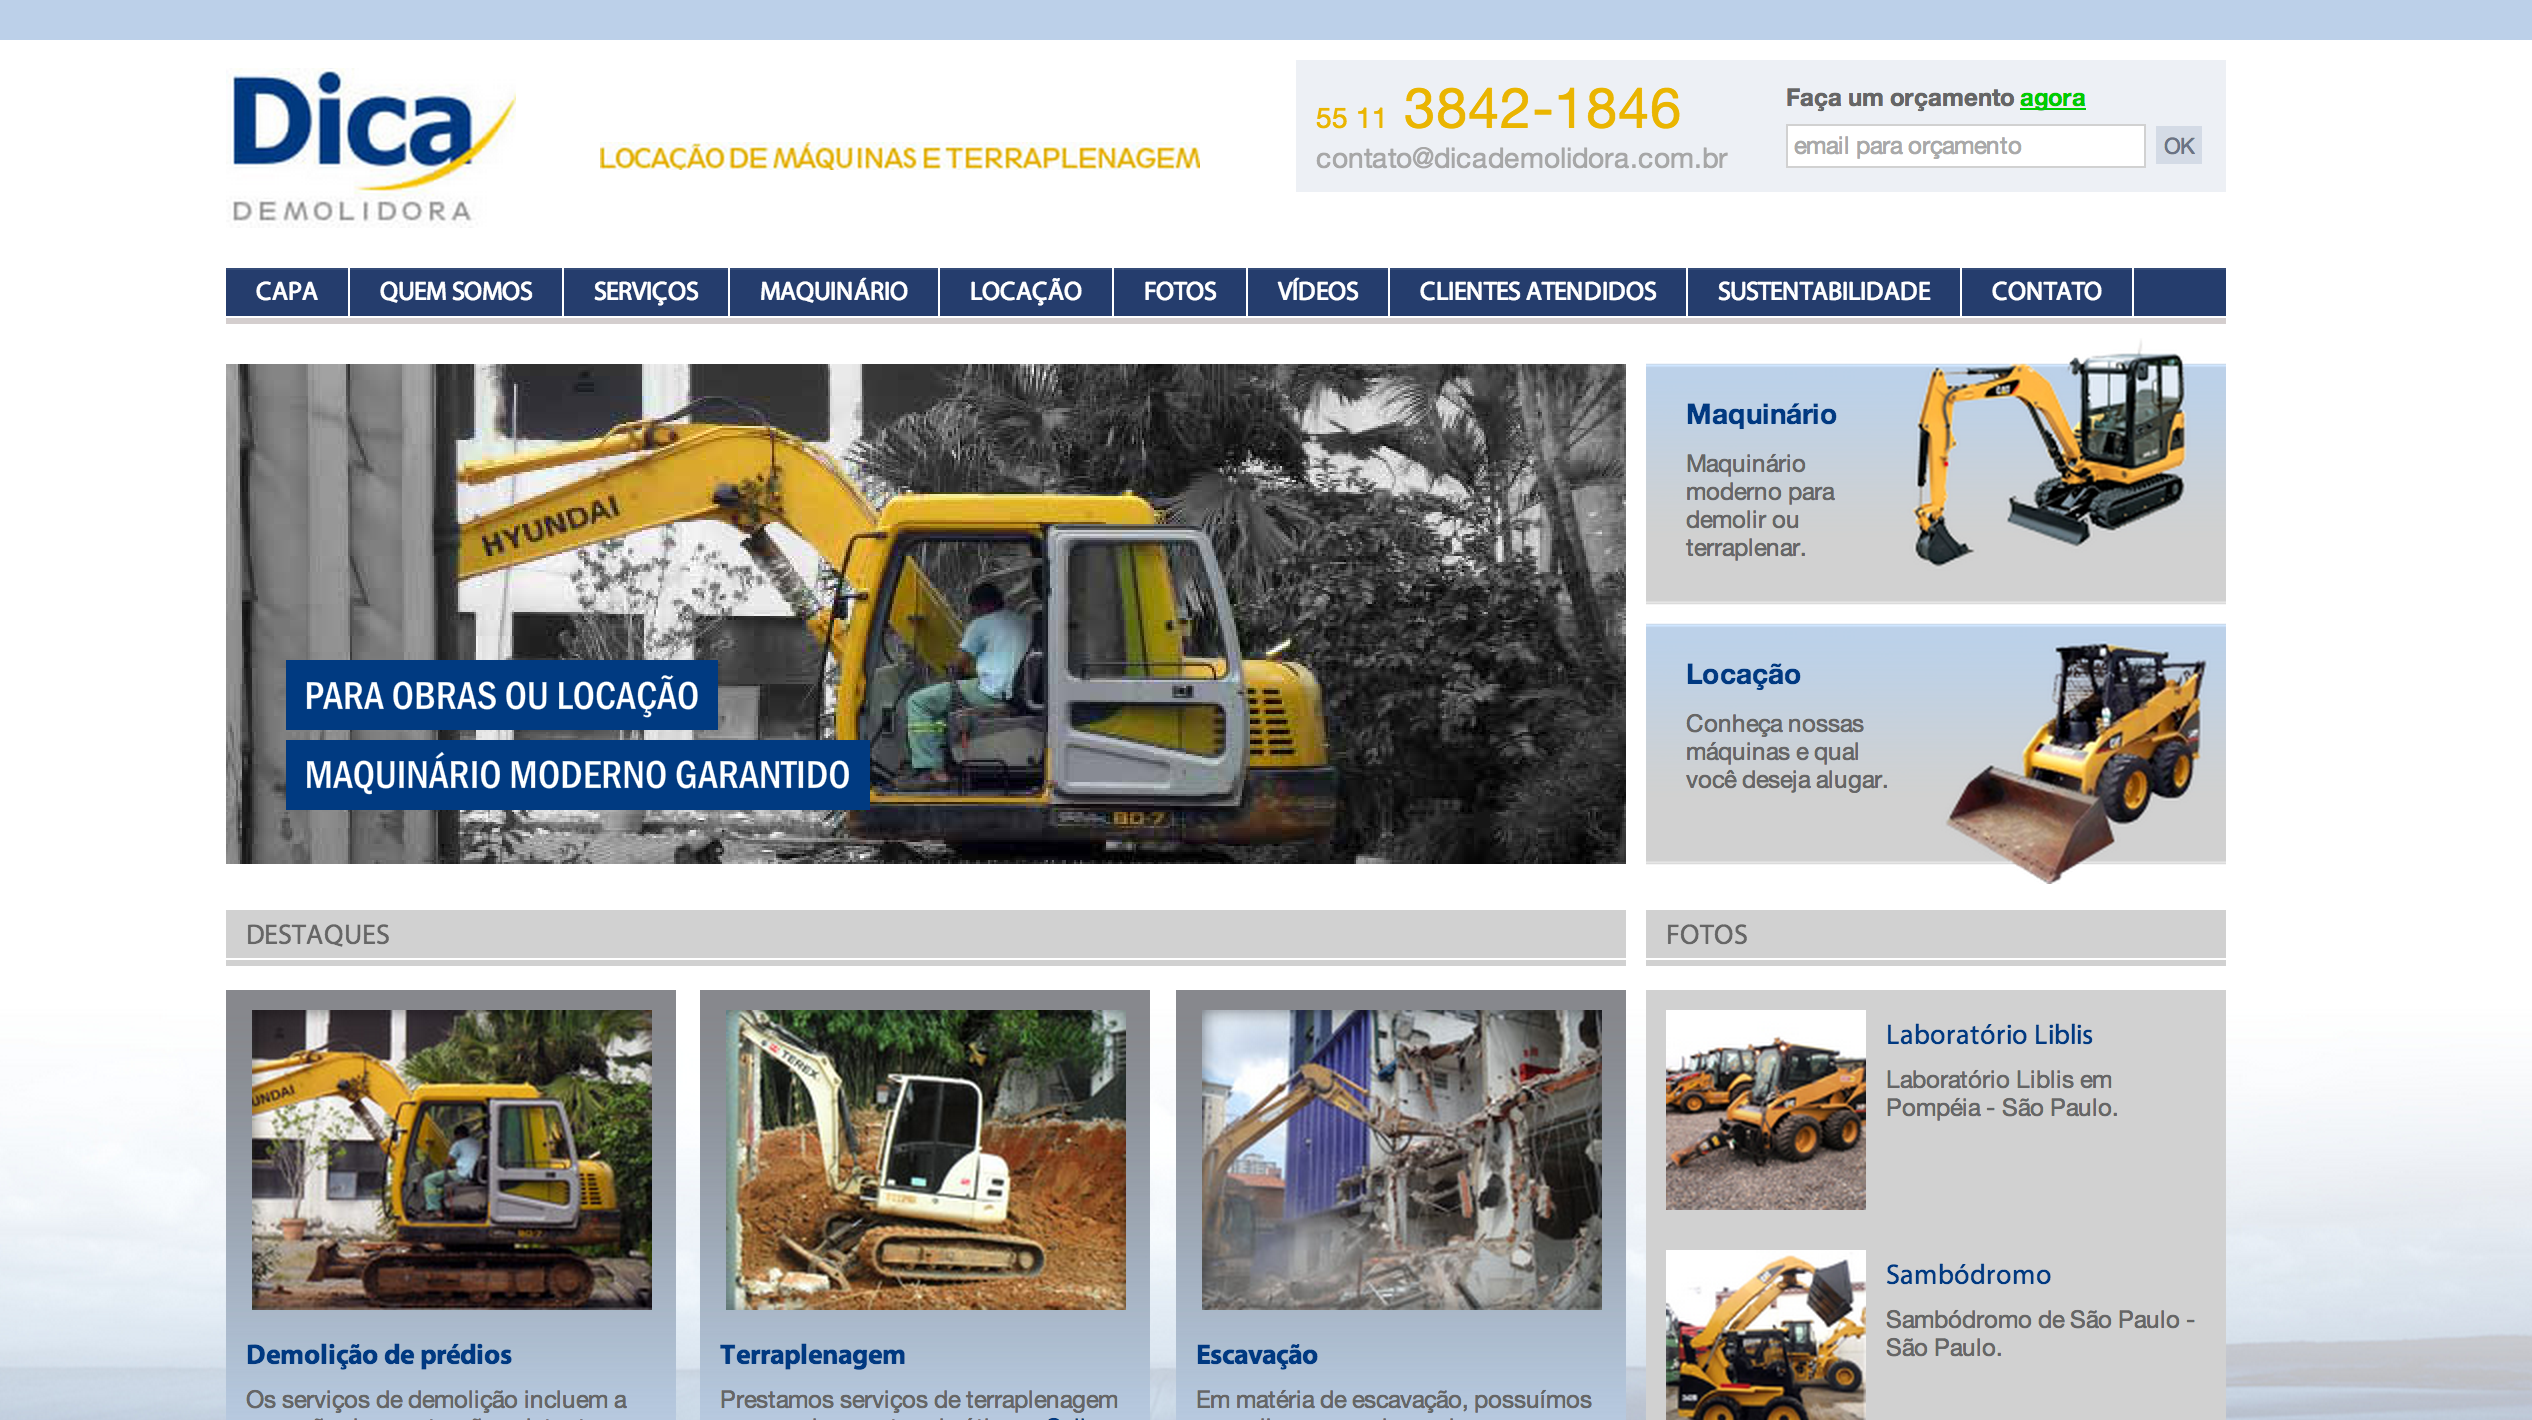 Dica
DEMOLIDORA
LOCAÇÃO DE MÁQUINAS E TERRAPLENAGEM
55 11 3842-1846
contato@dicademolidora.com.br
Faça um orçamento agora
email para orçamento
OK
CAPA
QUEM SOMOS
SERVIÇOS
MAQUINÁRIO
LOCAÇÃO
FOTOS
VÍDEOS
CLIENTES ATENDIDOS
SUSTENTABILIDADE
CONTATO
HYUNDAI
PARA OBRAS OU LOCAÇÃO
MAQUINÁRIO MODERNO GARANTIDO
80-7
Maquinário
Maquinário
moderno para
demolir ou
terraplenar.
Locação
Conheça nossas
máquinas e qual
você deseja alugar.
DESTAQUES
FOTOS
UNDAI
Demolição de prédios
Os serviços de demolição incluem a
TEREX
Terraplenagem
Prestamos serviços de terraplenagem
Escavação
Em matéria de escavação, possuímos
Laboratório Liblis
Laboratório Liblis em
Pompéia - São Paulo.
Sambódromo
Sambódromo de São Paulo -
São Paulo.